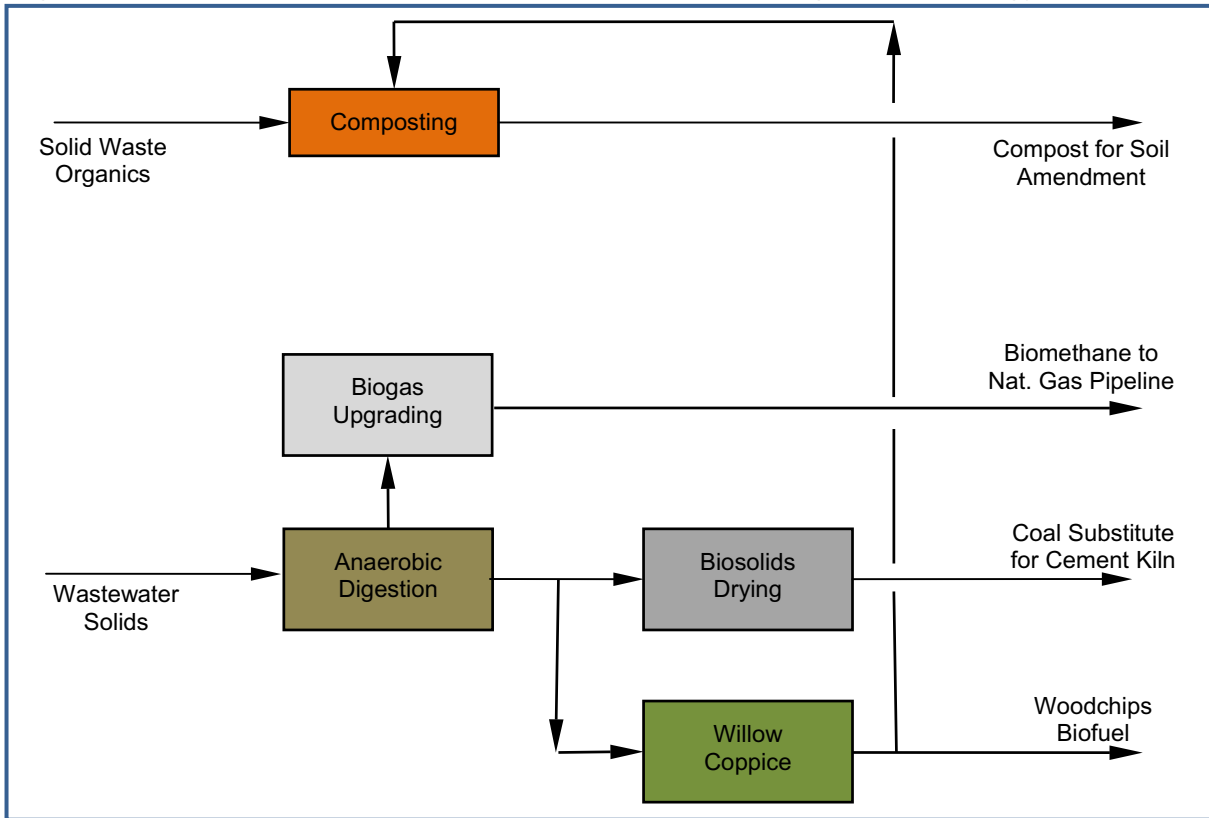 Composting
Solid Waste
Organics
Compost for Soil
Amendment
Biogas
Upgrading
Biomethane to
Nat. Gas Pipeline
Anaerobic
Digestion
Wastewater
Solids
Biosolids
Drying
Coal Substitute
for Cement Kiln
Willow
Coppice
Woodchips
Biofuel